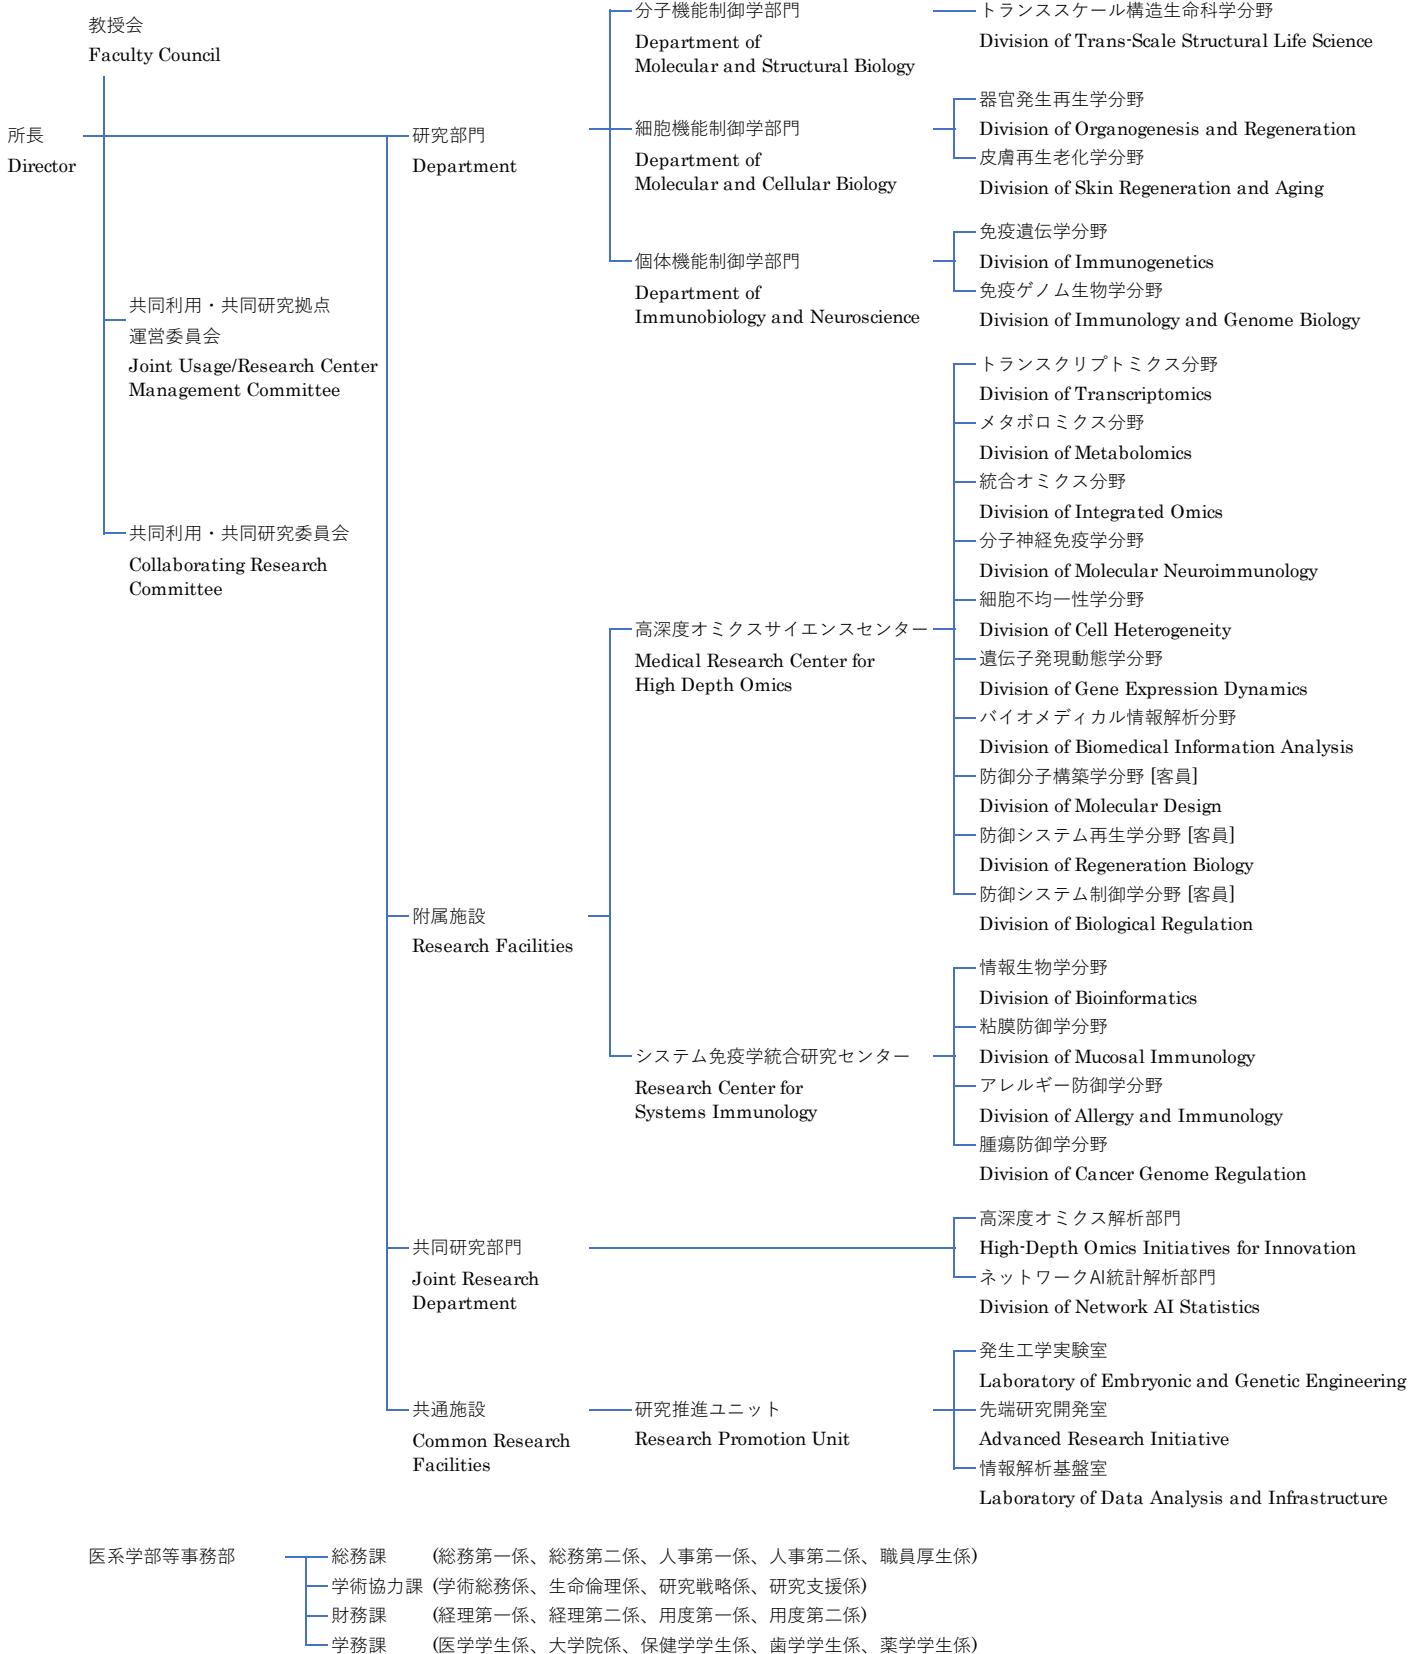 教授会
Faculty Council
所長
Director
共同利用・共同研究拠点
運営委員会
Joint Usage/Research Center
Management Committee
共同利用・共同研究委員会
Collaborating Research
Committee
研究部門
Department
分子機能制御学部門
Department of
Molecular and Structural Biology
トランススケール構造生命科学分野
Division of Trans-Scale Structural Life Science
細胞機能制御学部門
Department of
Molecular and Cellular Biology
器官発生再生学分野
Division of Organogenesis and Regeneration
皮膚再生老化学分野
Division of Skin Regeneration and Aging
個体機能制御学部門
Department of
Immunobiology and Neuroscience
免疫遺伝学分野
Division of Immunogenetics
免疫ゲノム生物学分野
Division of Immunology and Genome Biology
附属施設
Research Facilities
高深度オミクスサイエンスセンター
Medical Research Center for
High Depth Omics
トランスクリプトミクス分野
Division of Transcriptomics
メタボロミクス分野
Division of Metabolomics
統合オミクス分野
Division of Integrated Omics
分子神経免疫学分野
Division of Molecular Neuroimmunology
細胞不均一性学分野
Division of Cell Heterogeneity
遺伝子発現動態学分野
Division of Gene Expression Dynamics
バイオメディカル情報解析分野
Division of Biomedical Information Analysis
防御分子構築学分野 [客員]
Division of Molecular Design
防御システム再生学分野 [客員]
Division of Regeneration Biology
防御システム制御学分野 [客員]
Division of Biological Regulation
システム免疫学統合研究センター
Research Center for
Systems Immunology
情報生物学分野
Division of Bioinformatics
粘膜防御学分野
Division of Mucosal Immunology
アレルギー防御学分野
Division of Allergy and Immunology
腫瘍防御学分野
Division of Cancer Genome Regulation
共同研究部門
Joint Research
Department
高深度オミクス解析部門
High-Depth Omics Initiatives for Innovation
ネットワークAI統計解析部門
Division of Network AI Statistics
共通施設
Common Research
Facilities
研究推進ユニット
Research Promotion Unit
発生工学実験室
Laboratory of Embryonic and Genetic Engineering
先端研究開発室
Advanced Research Initiative
情報解析基盤室
Laboratory of Data Analysis and Infrastructure
医系学部等事務部
総務課 (総務第一係、総務第二係、人事第一係、人事第二係、職員厚生係)
学術協力課 (学術総務係、生命倫理係、研究戦略係、研究支援係)
財務課 (経理第一係、経理第二係、用度第一係、用度第二係)
学務課 (医学学生係、大学院係、保健学学生係、歯学学生係、薬学学生係)